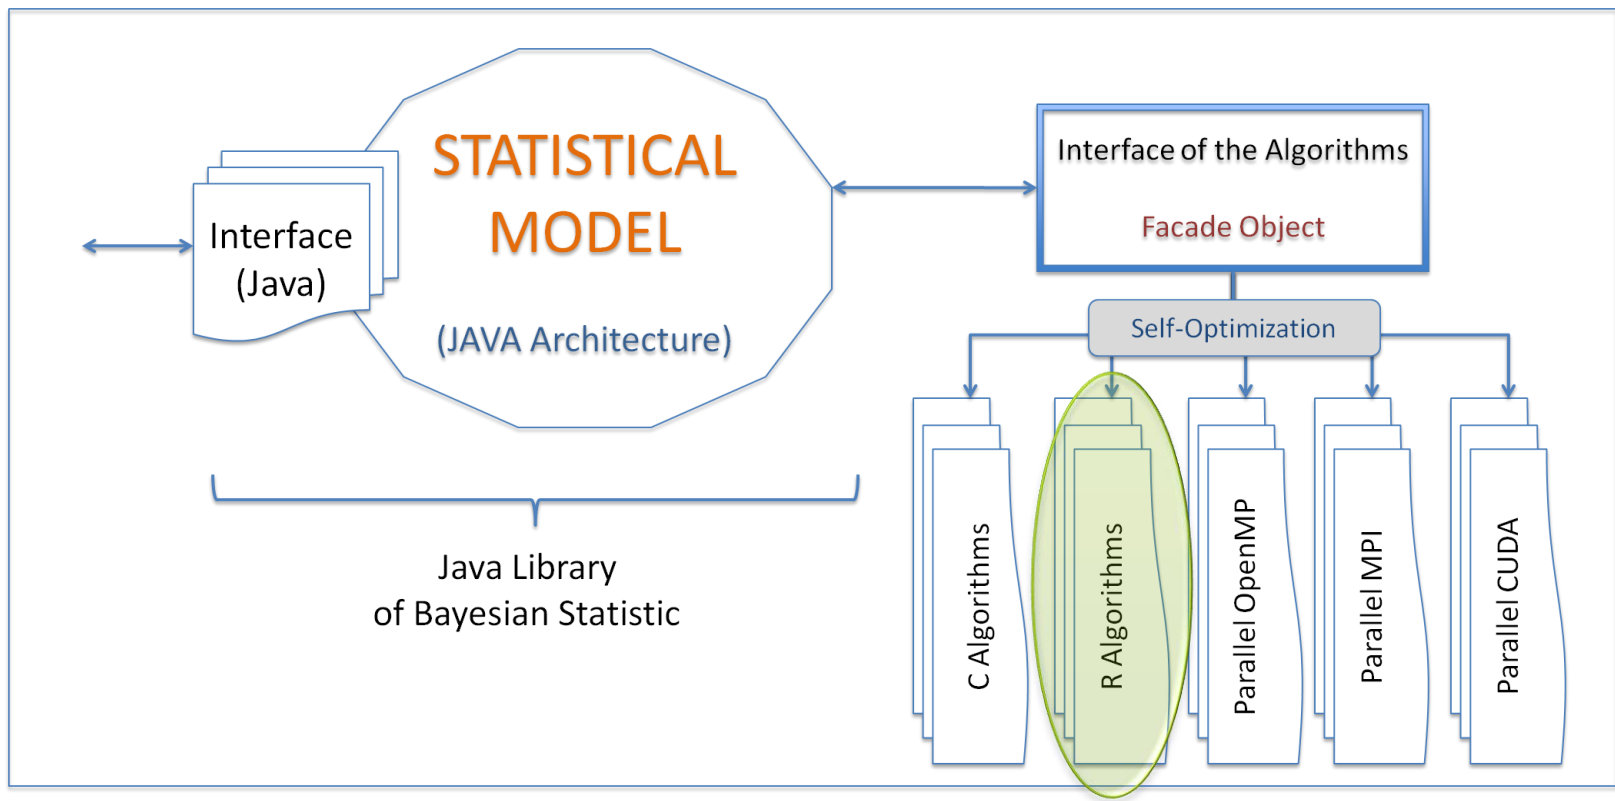 STATISTICAL
MODEL
(JAVA Architecture)
Interface
(Java)
Java Library
of Bayesian Statistic
Interface of the Algorithms
Facade Object
Self-Optimization
C Algorithms
R Algorithms
Parallel OpenMP
Parallel MPI
Parallel CUDA